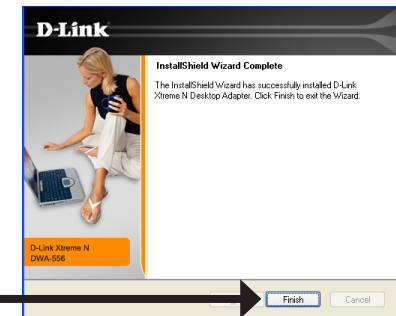 D-Link
InstallShield Wizard Complete
The InstallShield Wizard has successfully installed D-Link
Xtreme N Desktop Adapter. Click Finish to exit the Wizard.
D-Link Xtreme N
DWA-556
Finish
Cancel